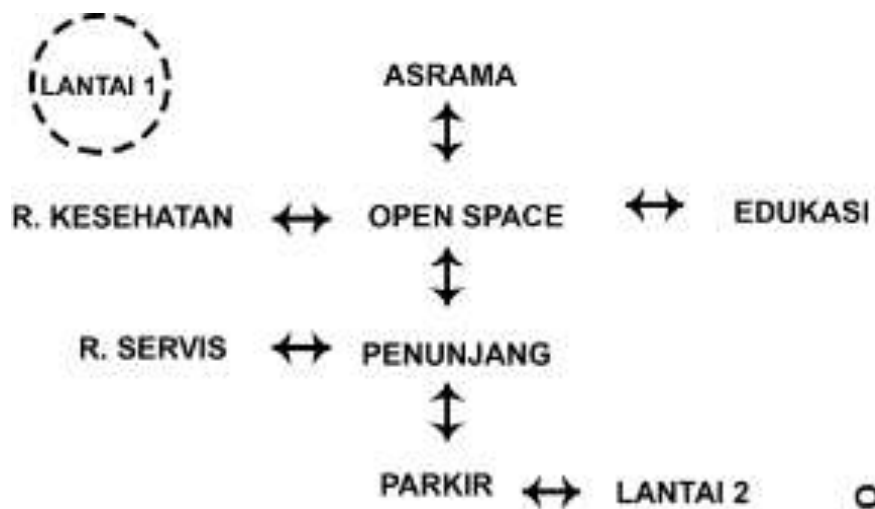 LANTAI 1
ASRAMA
R. KESEHATAN
OPEN SPACE
EDUKASI
R. SERVIS
PENUNJANG
PARKIR
LANTAI 2